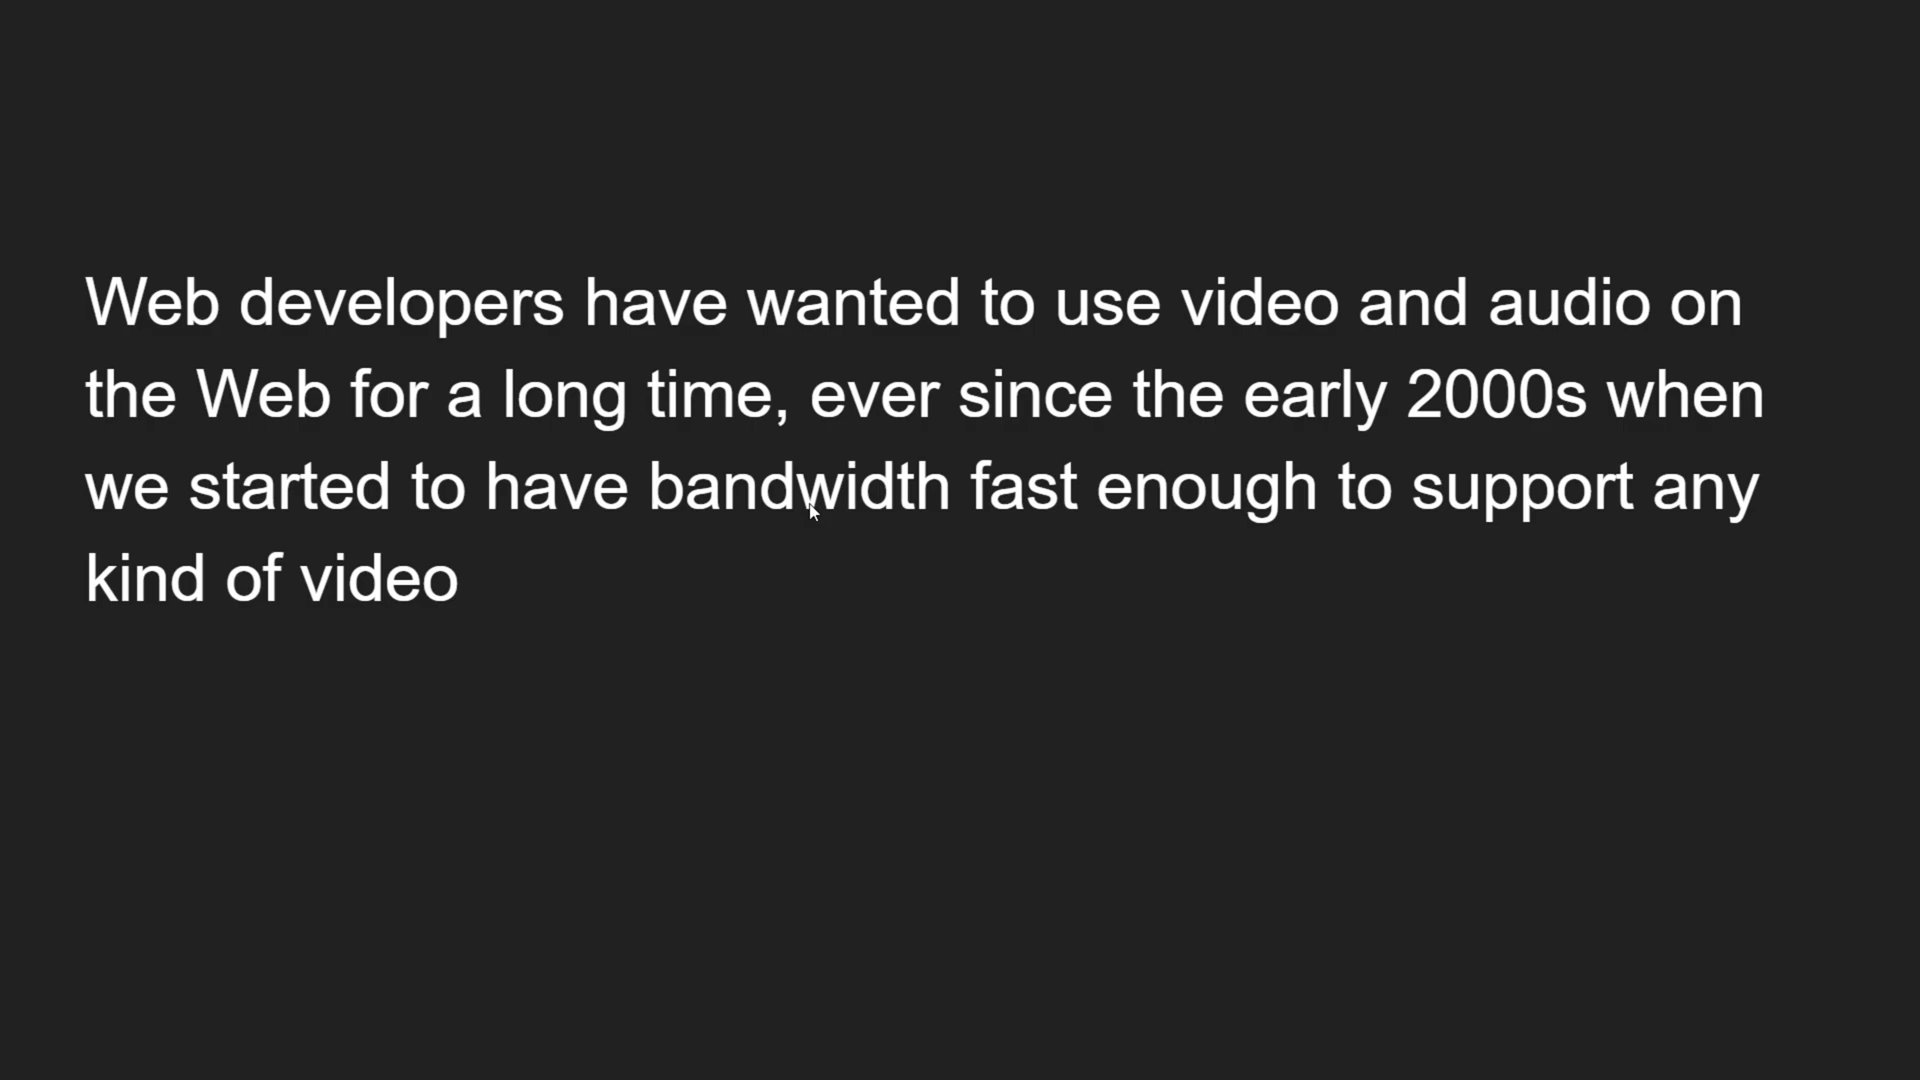 Web developers have wanted to use video and audio on
the Web for a long time, ever since the early 2000s when
we started to have bandwidth fast enough to support any
kind of video